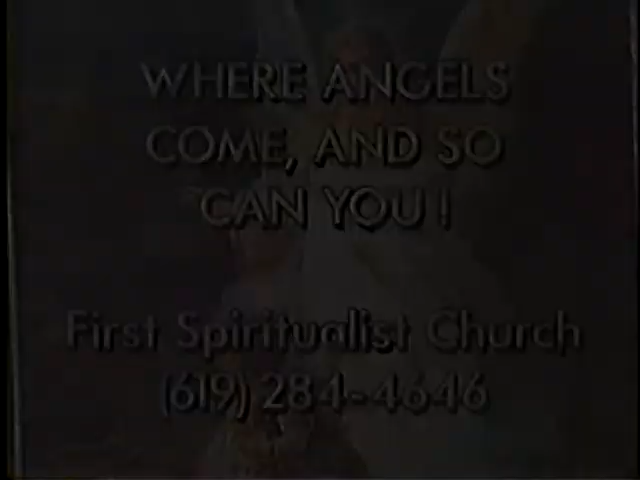 WHERE ANGELS
COME, AND SO
CAN YOU !
First Spiritualist Church
(619) 284-4646